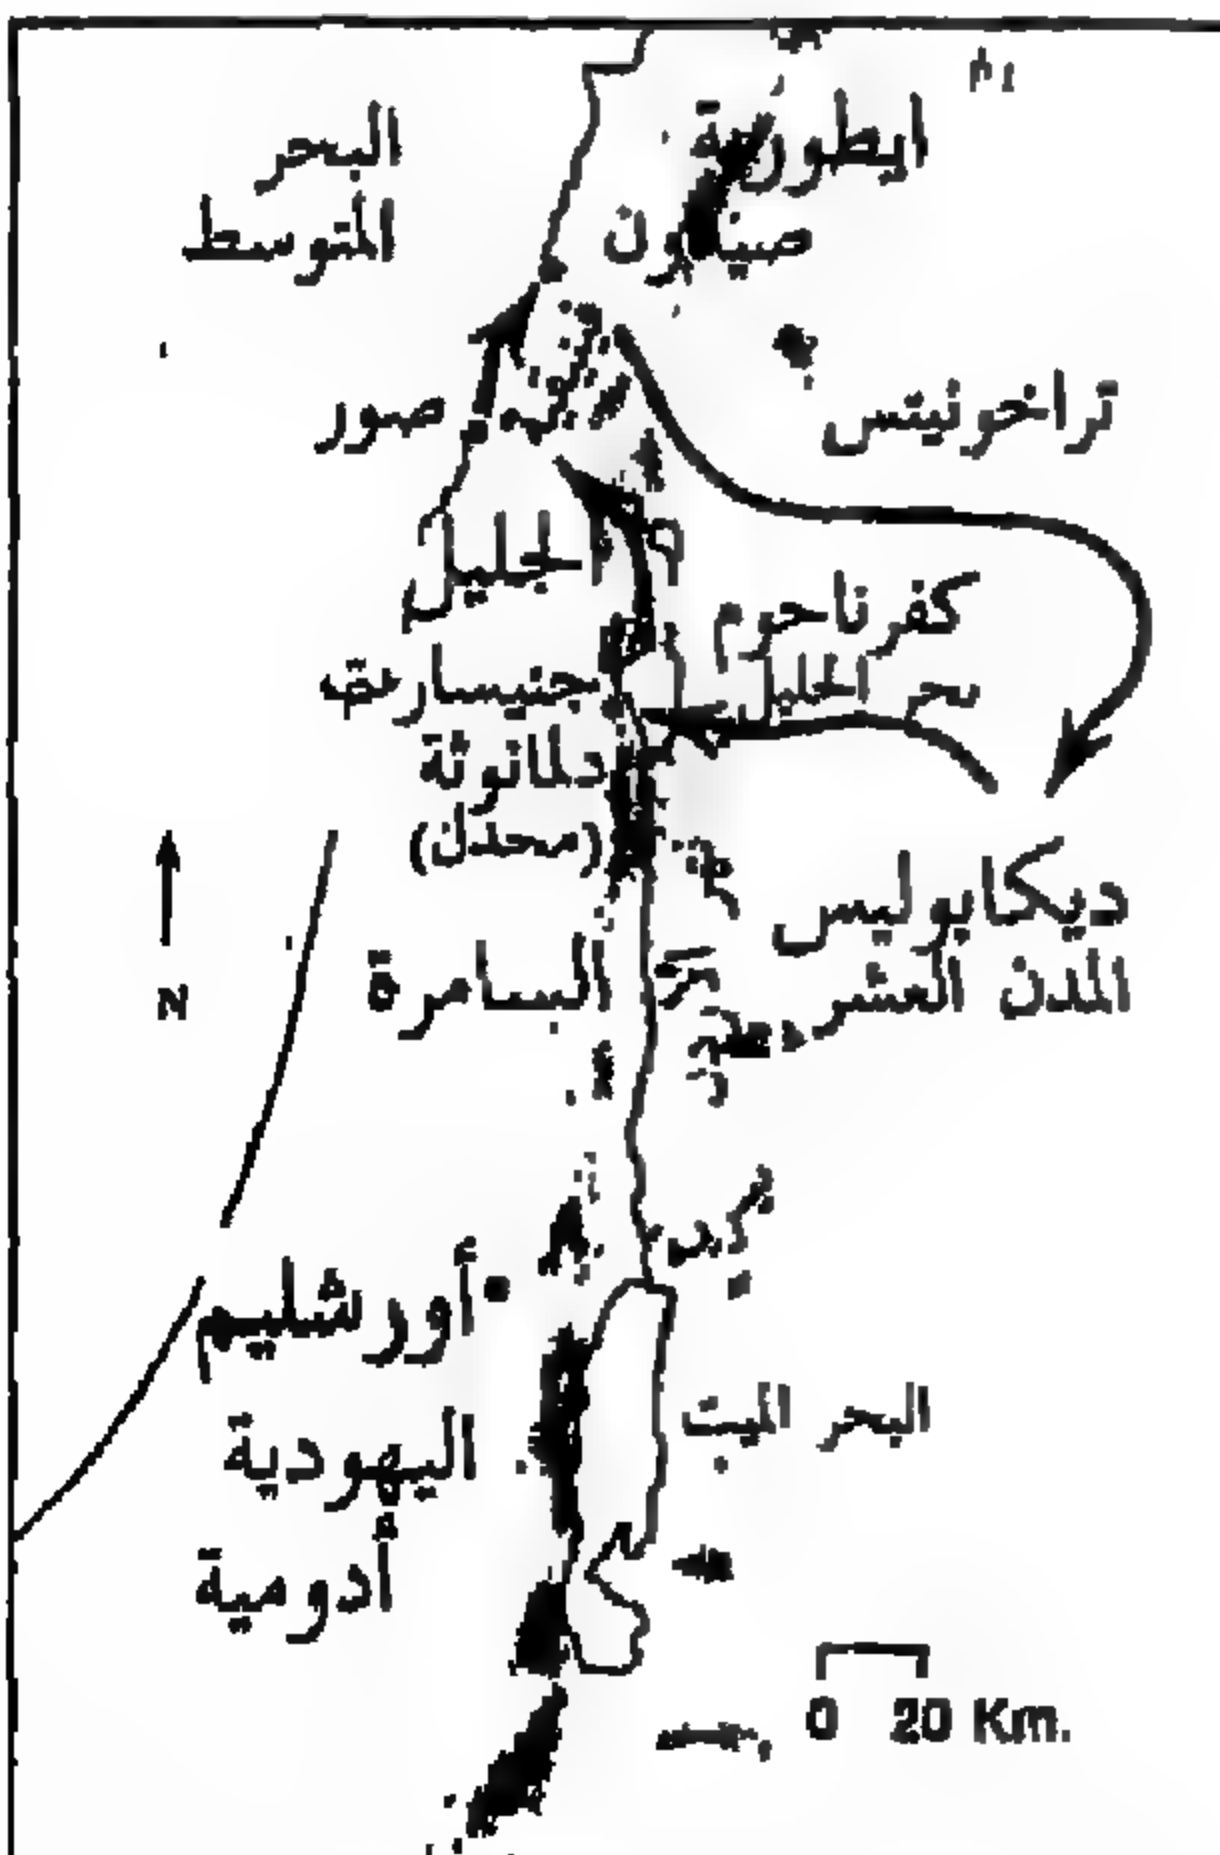 البحر
المتوسط
ايطورية
صيدون
صور
تراخونيتس
الجليل
كفرناحوم
بحر الجليل
جنيسارت
دلمانوثة
(مجدل)
ديكابوليس
المدن العشر
السامرة
N
أورشليم
اليهودية
البحر الميت
أدومية
0 20 Km.